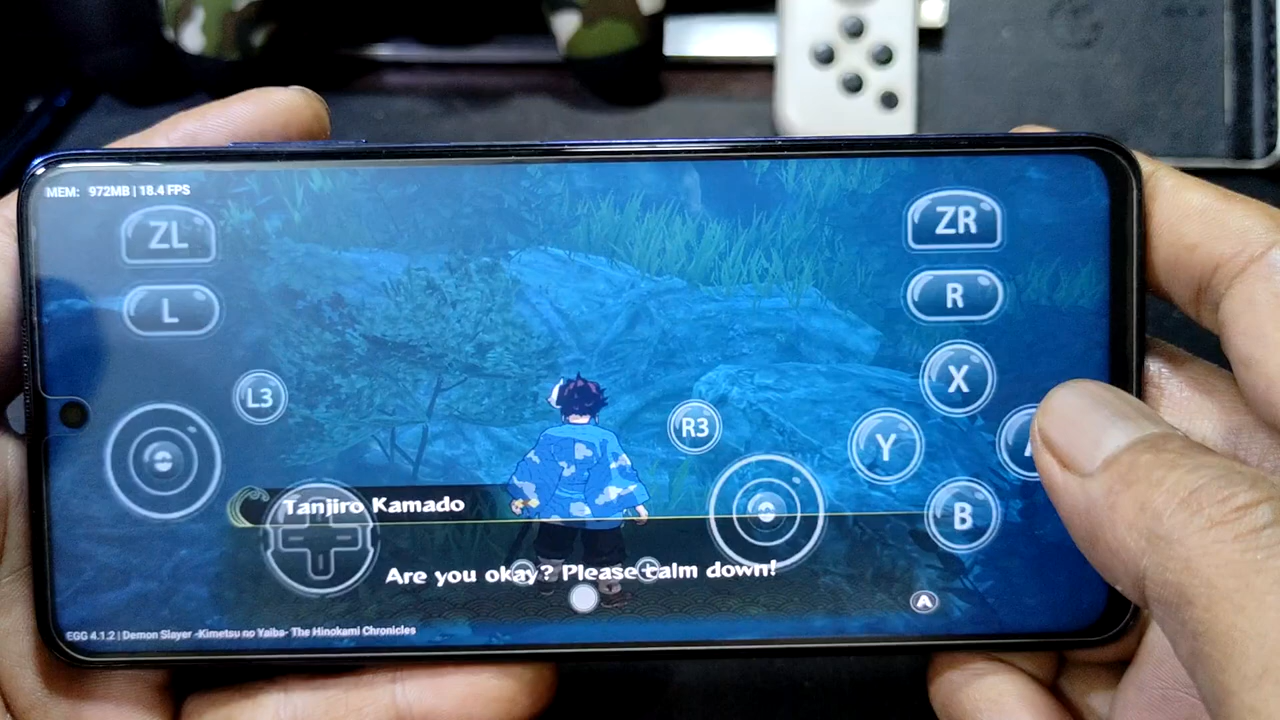 MEM: 972MB | 18.4 FPS
ZL
ZR
L
R
L3
X
R3
Y
B
Tanjiro Kamado
Are you okay? Please calm down!
A
EGG 4.1.2 | Demon Slayer -Kimetsu no Yaiba- The Hinokami Chronicles